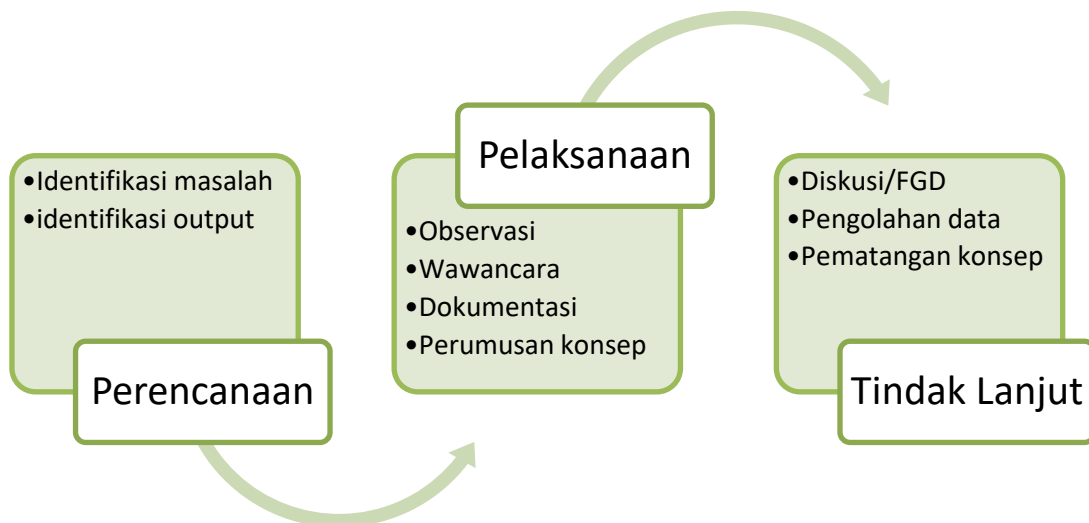 •Identifikasi masalah
•identifikasi output
Perencanaan
Pelaksanaan
•Observasi
•Wawancara
•Dokumentasi
•Perumusan konsep
•Diskusi/FGD
•Pengolahan data
•Pematangan konsep
Tindak Lanjut